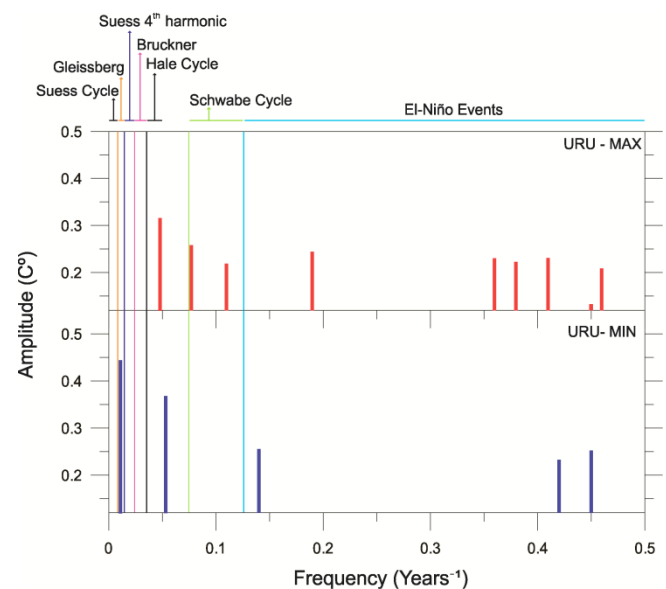 Suess 4th harmonic
Bruckner
Gleissberg
Hale Cycle
Suess Cycle
Schwabe Cycle
El-Niño Events
0.5
URU - MAX
0.4
0.3
0.2
Amplitude (Cº)
0.5
URU- MIN
0.4
0.3
0.2
0 0.1 0.2 0.3 0.4 0.5
Frequency (Years⁻¹)